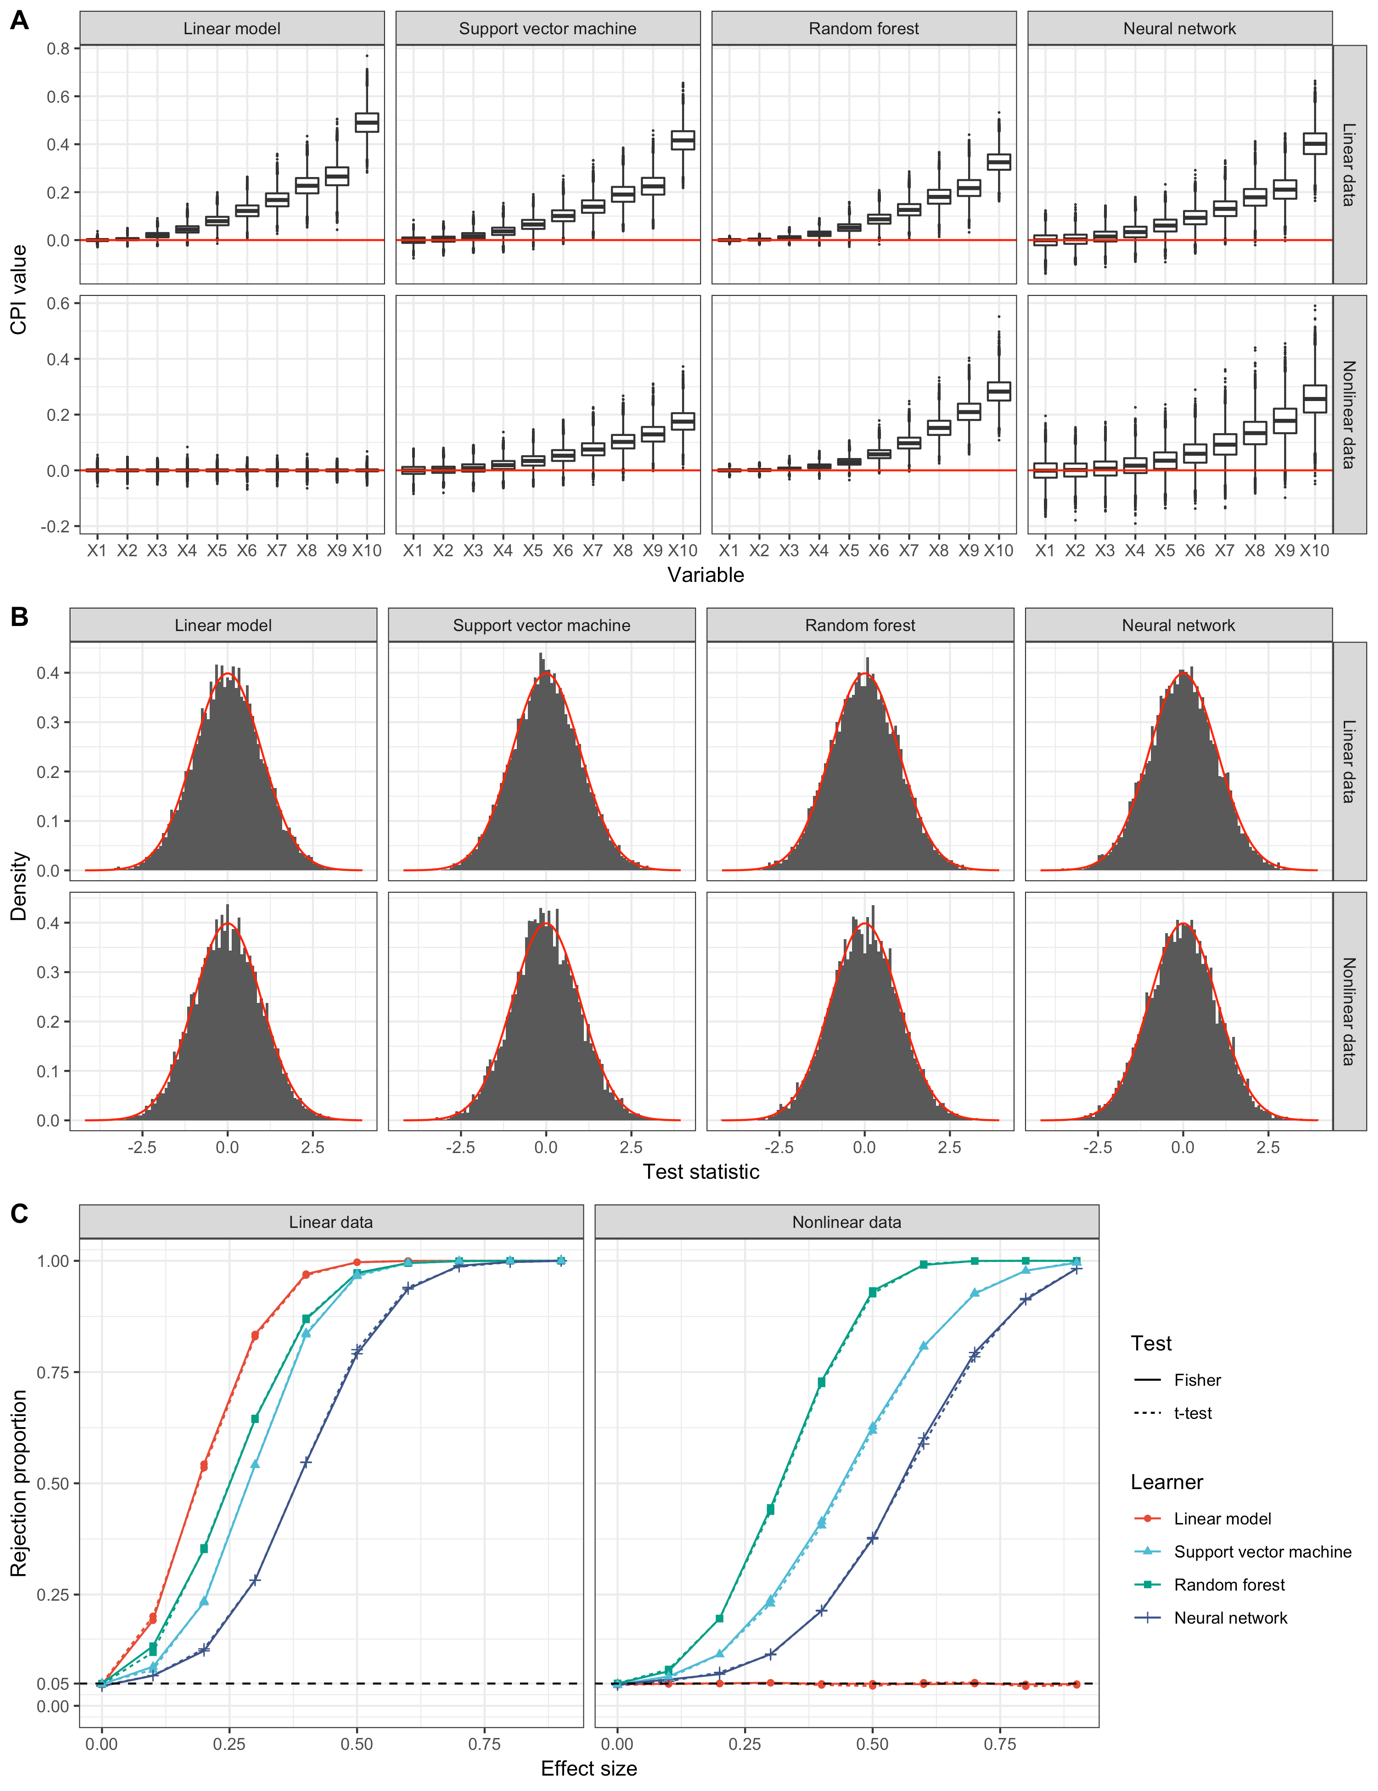 A
Linear model Support vector machine Random forest Neural network
0.8
0.6
0.4
0.2
0.0
Linear data
CPI value
0.6
0.4
0.2
0.0
-0.2
Nonlinear data
X1 X2 X3 X4 X5 X6 X7 X8 X9 X10 X1 X2 X3 X4 X5 X6 X7 X8 X9 X10 X1 X2 X3 X4 X5 X6 X7 X8 X9 X10 X1 X2 X3 X4 X5 X6 X7 X8 X9 X10
Variable
B
Linear model Support vector machine Random forest Neural network
0.4
0.3
0.2
0.1
0.0
Linear data
Density
0.4
0.3
0.2
0.1
0.0
Nonlinear data
-2.5 0.0 2.5 -2.5 0.0 2.5 -2.5 0.0 2.5 -2.5 0.0 2.5
Test statistic
C
Linear data Nonlinear data
1.00
0.75
0.50
0.25
0.05
0.00
Rejection proportion
0.00 0.25 0.50 0.75 0.00 0.25 0.50 0.75
Effect size
Test
Fisher
t-test
Learner
Linear model
Support vector machine
Random forest
Neural network